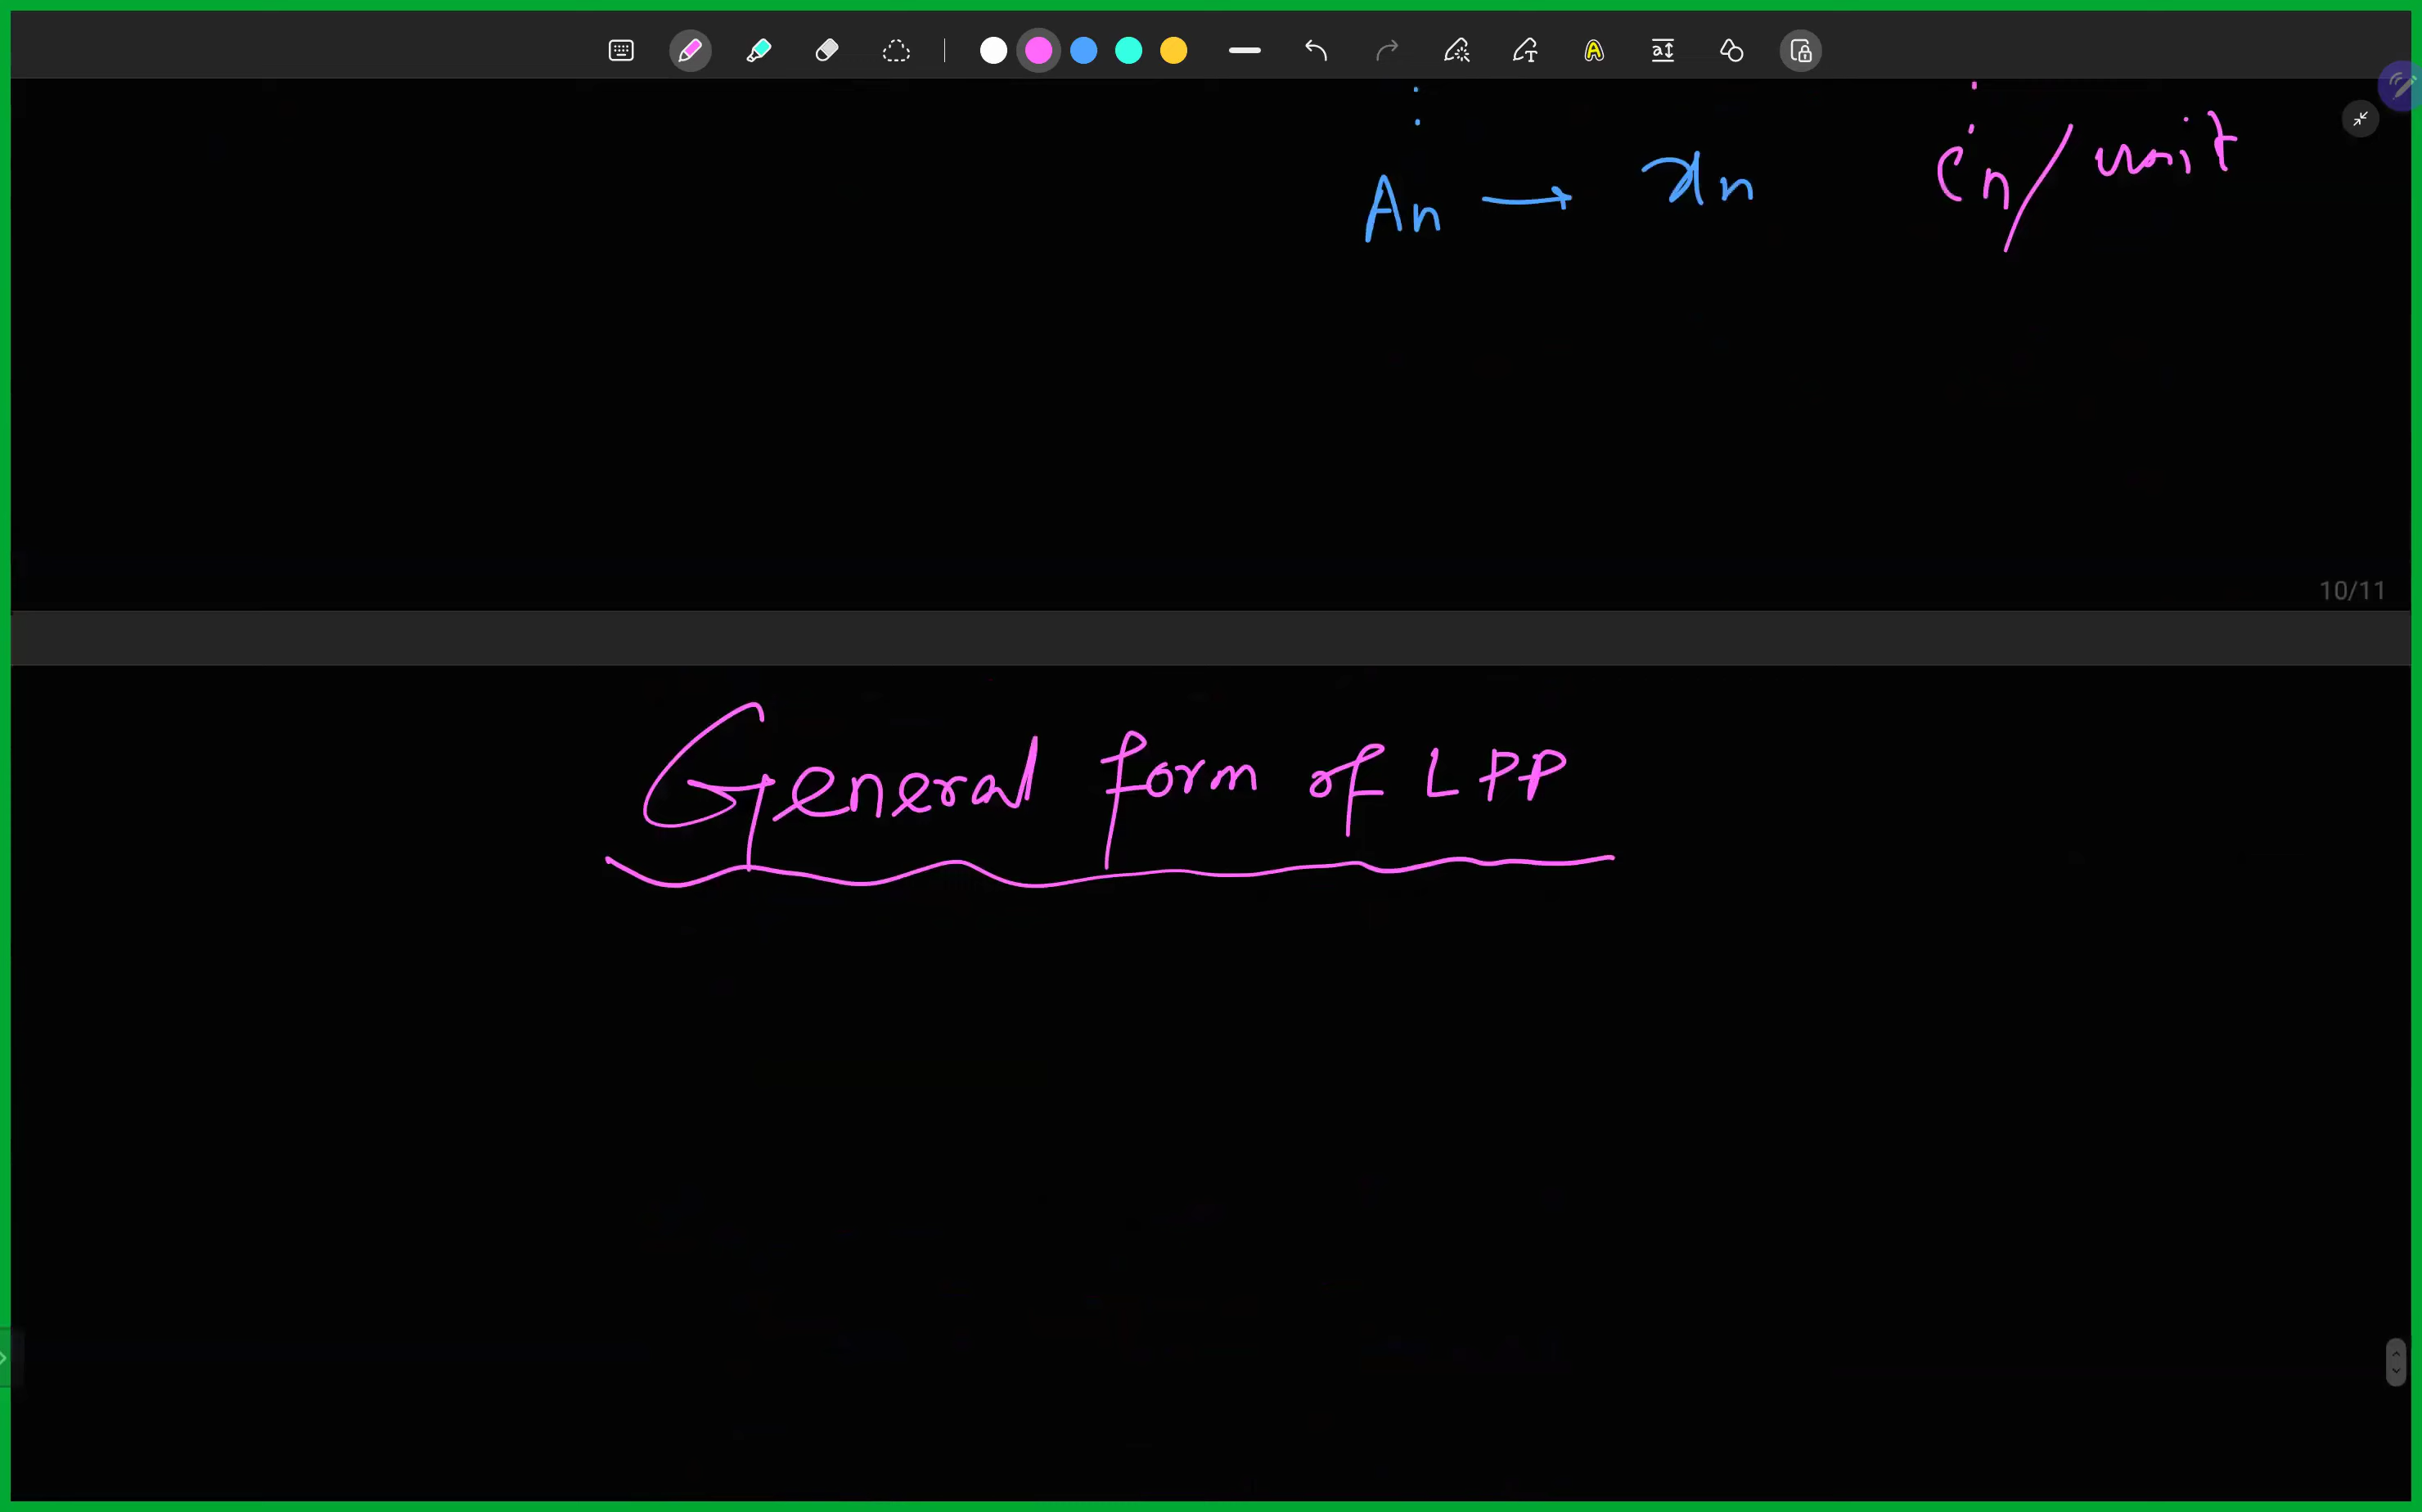 An → xn Cn/unit
10/11
General form of LPP